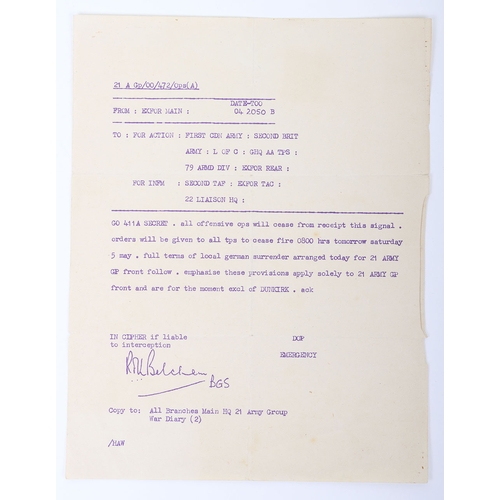 21 A Gp/OO/472/Ops(A)
DATE-TOO
FROM : EXFOR MAIN : 04 2050 B
TO : FOR ACTION : FIRST CDN ARMY : SECOND BRIT
ARMY : L OF C : GHQ AA TPS :
79 ARMD DIV : EXFOR REAR :
FOR INFM : SECOND TAF : EXFOR TAC :
22 LIAISON HQ :
GO 411A SECRET . all offensive ops will cease from receipt this signal .
orders will be given to all tps to cease fire 0800 hrs tomorrow saturday
5 may . full terms of local german surrender arranged today for 21 ARMY
GP front follow . emphasise these provisions apply solely to 21 ARMY GP
front and are for the moment excl of DUNKIRK . ack
IN CIPHER if liable DGP
to interception
EMERGENCY
BGS
Copy to: All Branches Main HQ 21 Army Group
War Diary (2)
/HAW